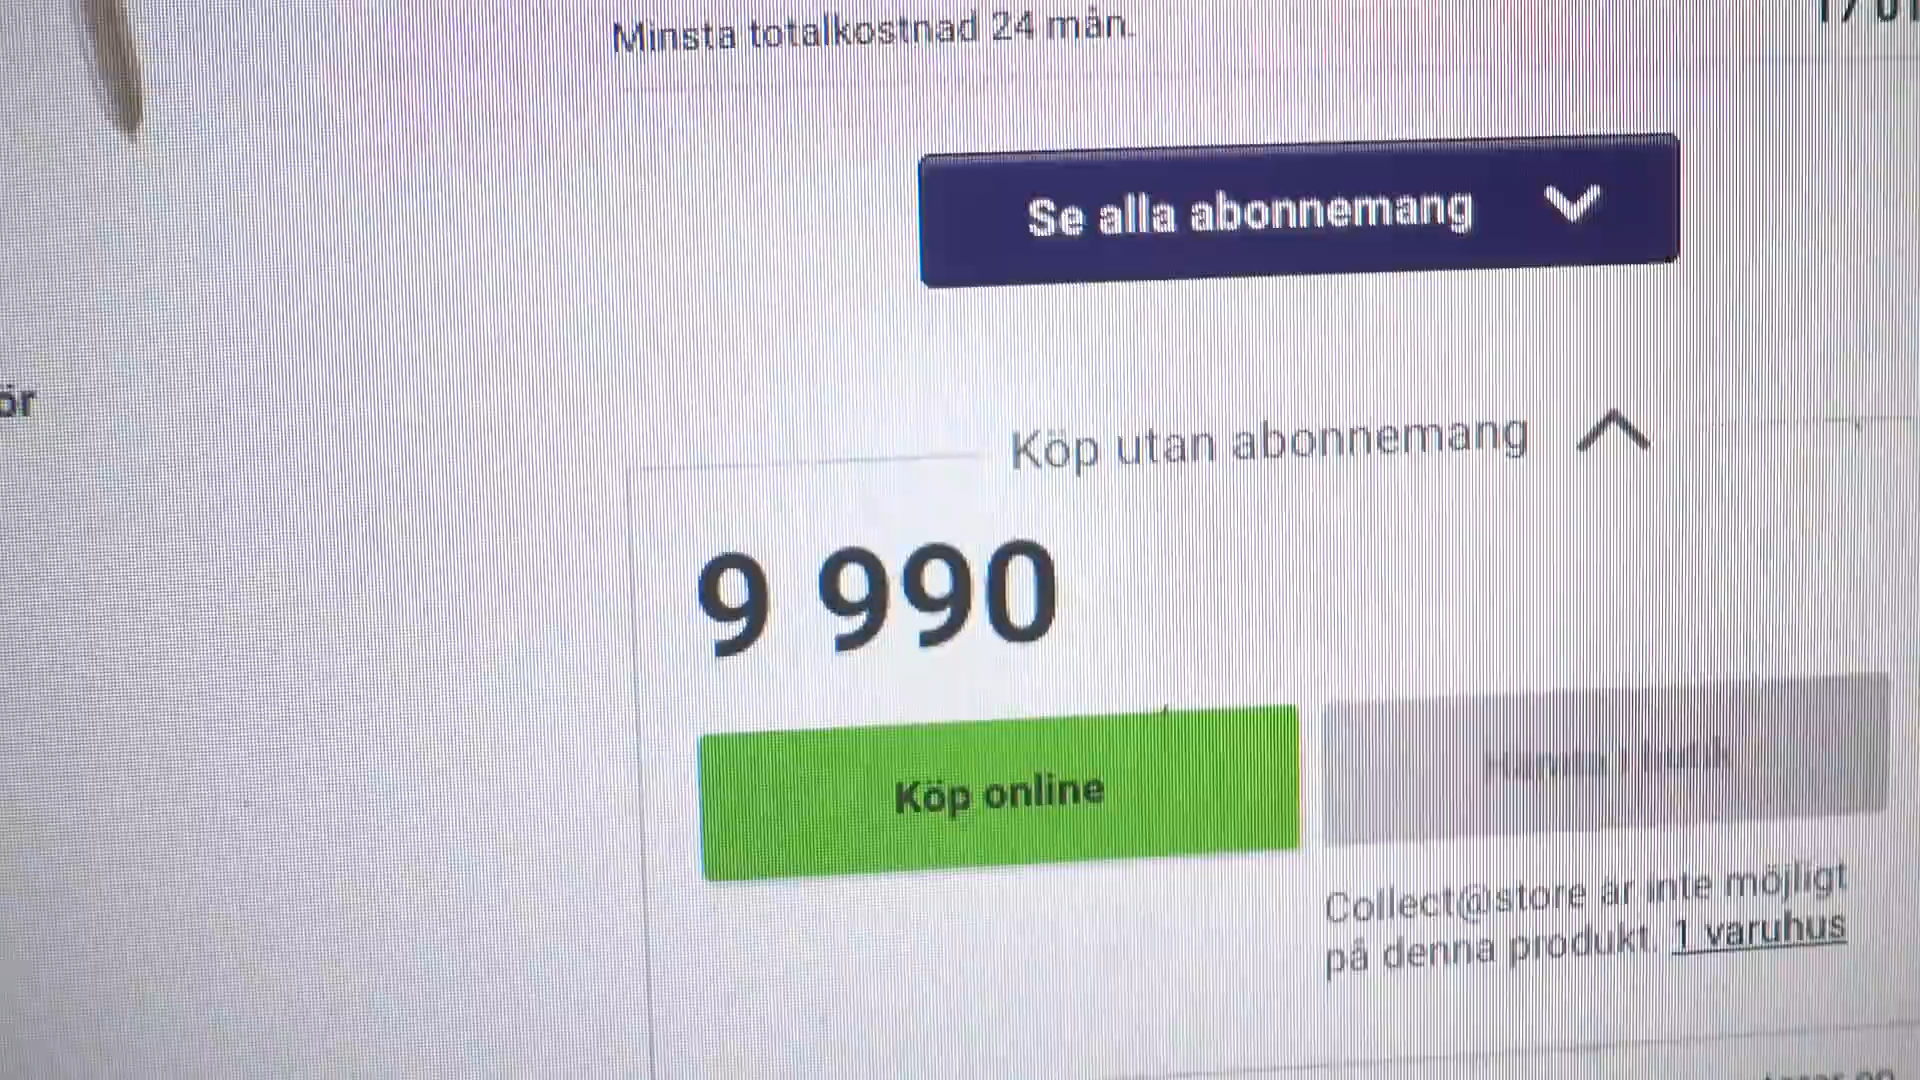 Minsta totalkostnad 24 mån.
Se alla abonnemang
ör
Köp utan abonnemang
9 990
Köp online
Collect@store är inte möjligt
på denna produkt. 1 varuhus